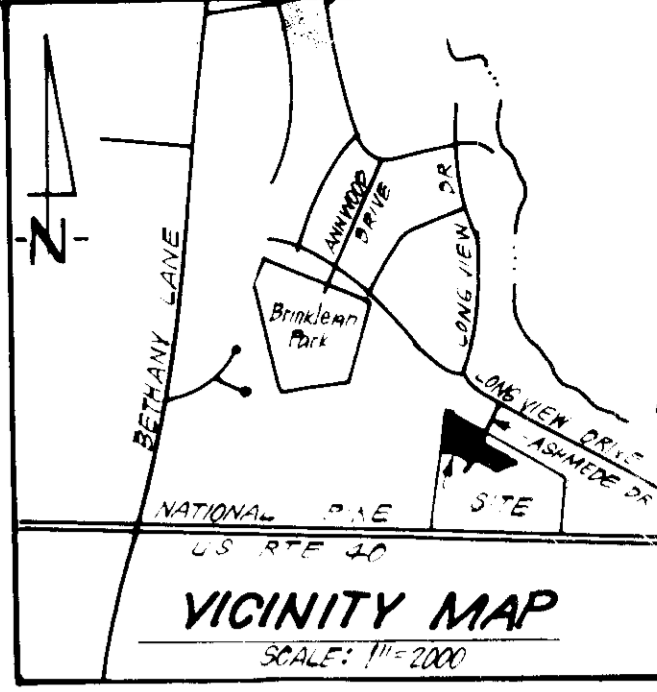 N
ANNWOOD
DRIVE
LONG VIEW DR
BETHANY LANE
Park
LONG VIEW DRIVE
ASHMEDE DR
SITE
NATIONAL PIKE
US RTE 40
VICINITY MAP
SCALE: 1"=2000